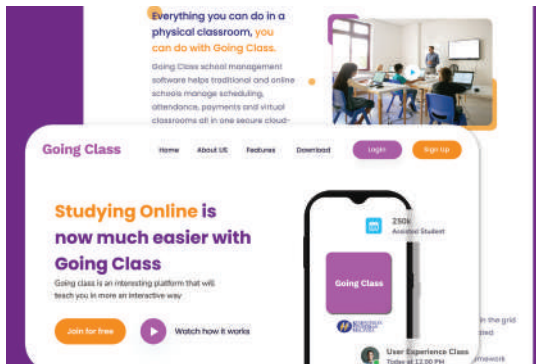 Everything you can do in a
physical classroom, you
can do with Going Class.
Going Class school management
software helps traditional and online
schools manage scheduling,
attendance, payments and virtual
classrooms all in one secure cloud-
Going Class
Home About US Features Download Login Sign Up
Studying Online is
now much easier with
Going Class
Going class is an interesting platform that will
teach you in more an interactive way
Join for free Watch how it works
250k
Assisted Student
Going Class
in the grid
User Experience Class
Today at 12.00 PM